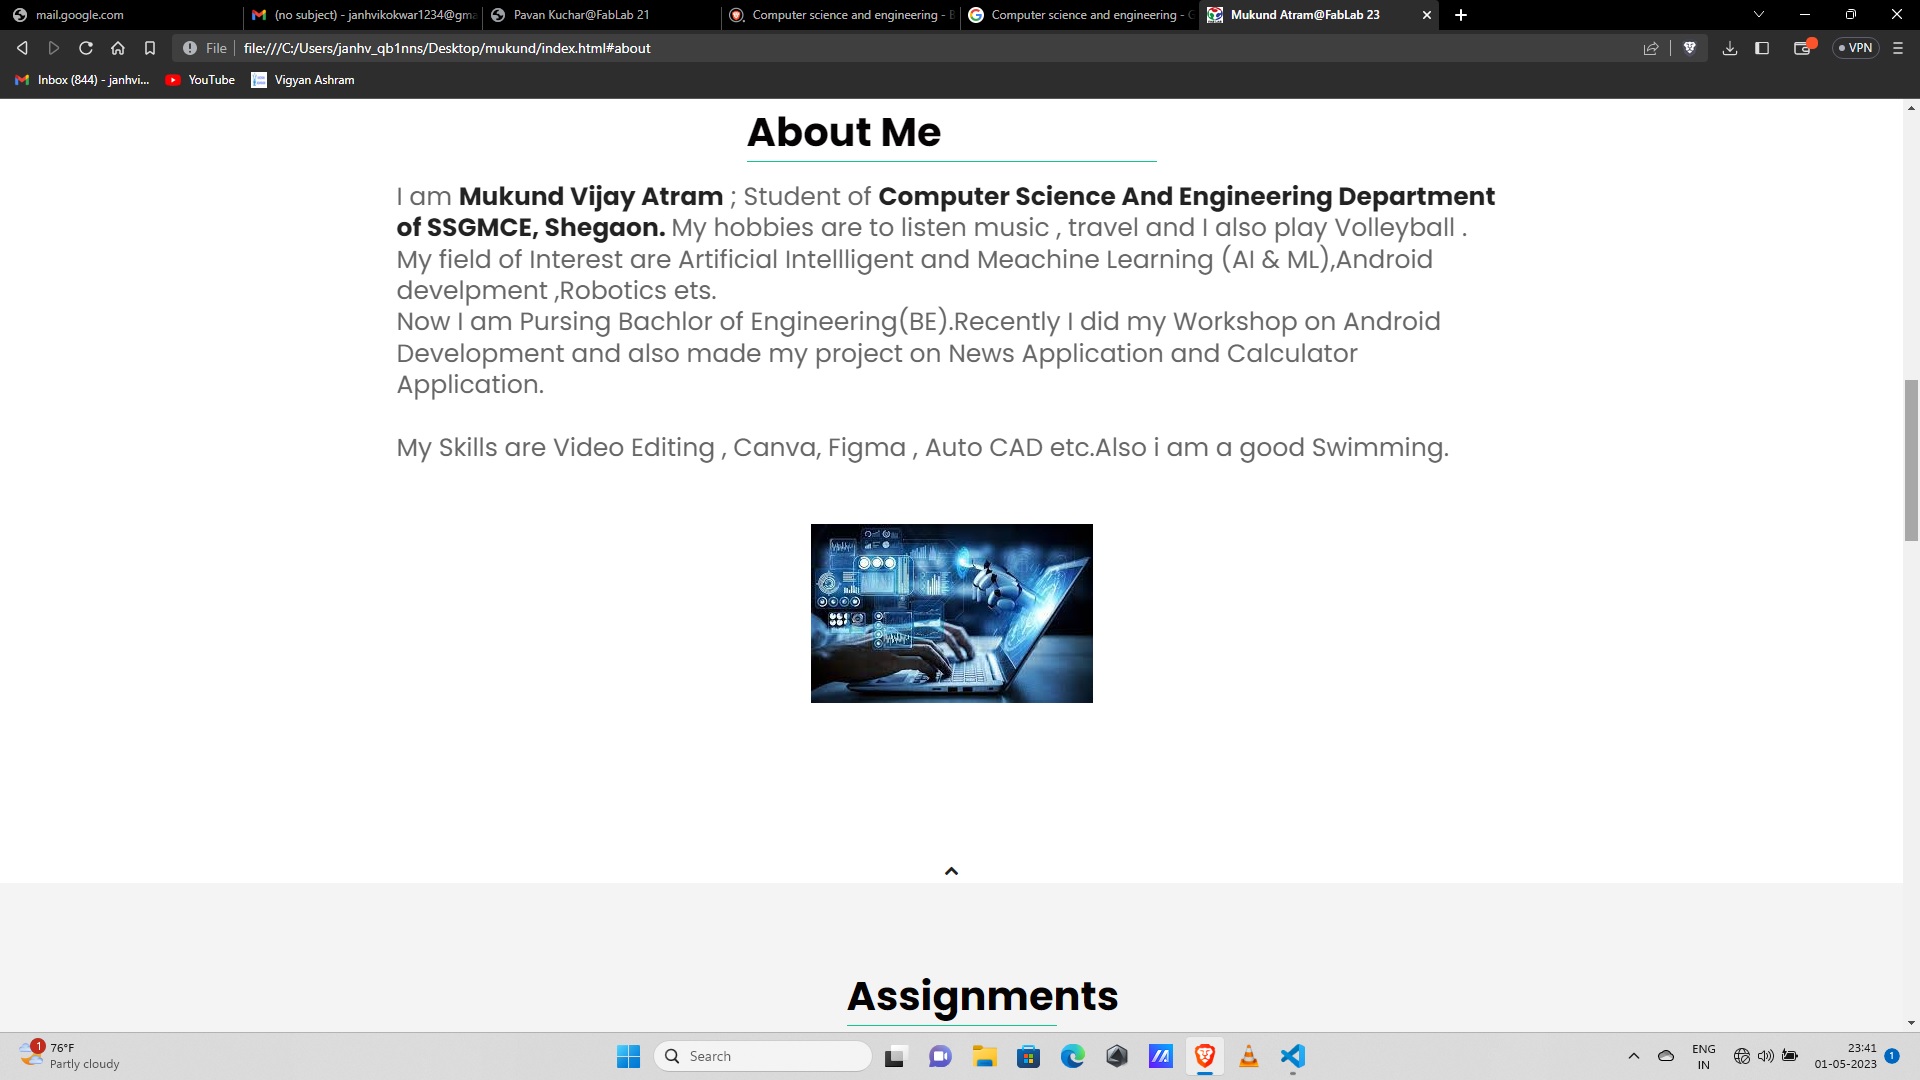 mail.google.com
(no subject) - janhvikokwar1234@gma
Pavan Kuchar@FabLab 21
Computer science and engineering - B
Computer science and engineering - G
Mukund Atram@FabLab 23
File
file:///C:/Users/janhv_qb1nns/Desktop/mukund/index.html#about
VPN
Inbox (844) - janhvi...
YouTube
Vigyan Ashram
About Me
I am Mukund Vijay Atram ; Student of Computer Science And Engineering Department
of SSGMCE, Shegaon. My hobbies are to listen music , travel and I also play Volleyball .
My field of Interest are Artificial Intellligent and Meachine Learning (AI & ML),Android
develpment ,Robotics ets.
Now I am Pursing Bachlor of Engineering(BE).Recently I did my Workshop on Android
Development and also made my project on News Application and Calculator
Application.
My Skills are Video Editing , Canva, Figma , Auto CAD etc.Also i am a good Swimming.
Assignments
1
76°F
Partly cloudy
Search
ENG
IN
23:41
01-05-2023
1